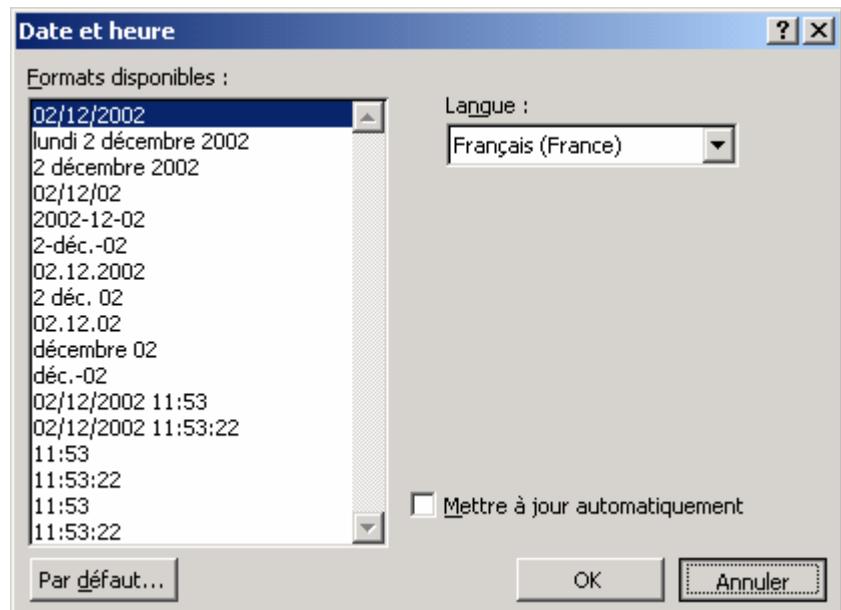 Date et heure
Formats disponibles :
02/12/2002
lundi 2 décembre 2002
2 décembre 2002
02/12/02
2002-12-02
2-déc.-02
02.12.2002
2 déc. 02
02.12.02
décembre 02
déc.-02
02/12/2002 11:53
02/12/2002 11:53:22
11:53
11:53:22
11:53
11:53:22
Langue :
Français (France)
Mettre à jour automatiquement
Par défaut...
OK
Annuler